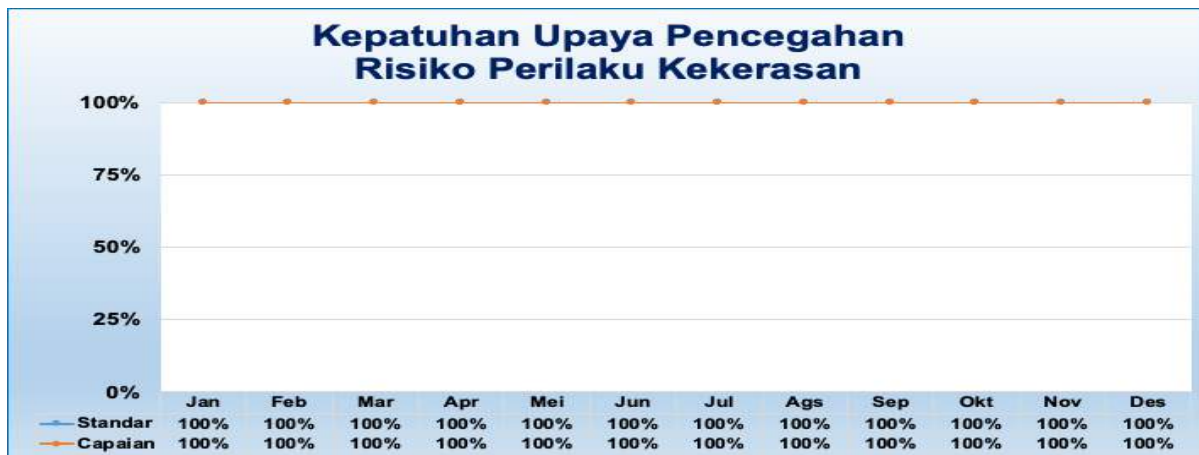 Kepatuhan Upaya Pencegahan
Risiko Perilaku Kekerasan
100%
75%
50%
25%
0%
Jan Feb Mar Apr Mei Jun Jul Ags Sep Okt Nov Des
Standar 100% 100% 100% 100% 100% 100% 100% 100% 100% 100% 100% 100%
Capaian 100% 100% 100% 100% 100% 100% 100% 100% 100% 100% 100% 100%